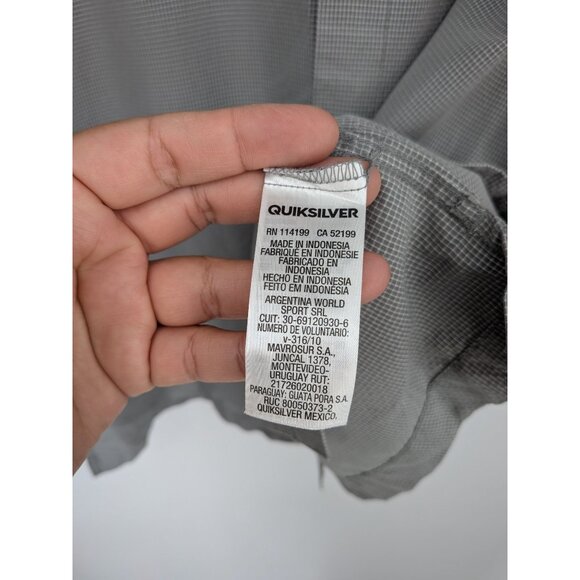 QUIKSILVER
RN 114199 CA 52199
MADE IN INDONESIA
FABRIQUÉ EN INDONESIE
FABRICADO EN
INDONESIA
HECHO EN INDONESIA
FEITO EM INDONESIA
ARGENTINA WORLD
SPORT SRL
CUIT: 30-69120930-6
NUMERO DE VOLUNTARIO:
v-316/10
MAVROSUR S.A.,
JUNCAL 1378,
MONTEVIDEO-
URUGUAY RUT:
21726020018
PARAGUAY: GUATA PORA S.A.
RUC 80050373-2
QUIKSILVER MEXICO,